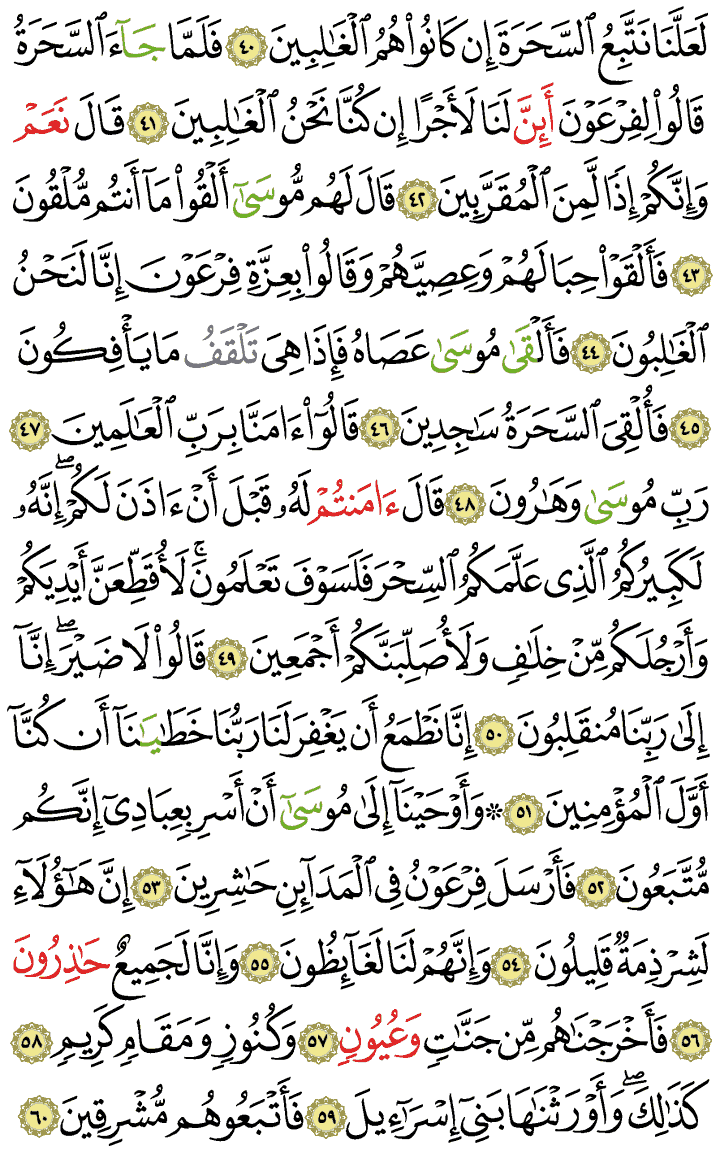 لَعَلَّنَا نَتَّبِعُ ٱلسَّحَرَةَ إِن كَانُوا۟ هُمُ ٱلْغَـٰلِبِينَ ٤٠ فَلَمَّا جَآءَ ٱلسَّحَرَةُ
قَالُوا۟ لِفِرْعَوْنَ أَئِنَّ لَنَا لَأَجْرًا إِن كُنَّا نَحْنُ ٱلْغَـٰلِبِينَ ٤١ قَالَ نَعَمْ
وَإِنَّكُمْ إِذًا لَّمِنَ ٱلْمُقَرَّبِينَ ٤٢ قَالَ لَهُم مُّوسَىٰٓ أَلْقُوا۟ مَآ أَنتُم مُّلْقُونَ
٤٣ فَأَلْقَوْا۟ حِبَالَهُمْ وَعِصِيَّهُمْ وَقَالُوا۟ بِعِزَّةِ فِرْعَوْنَ إِنَّا لَنَحْنُ
ٱلْغَـٰلِبُونَ ٤٤ فَأَلْقَىٰ مُوسَىٰ عَصَاهُ فَإِذَا هِىَ تَلْقَفُ مَا يَأْفِكُونَ
٤٥ فَأُلْقِىَ ٱلسَّحَرَةُ سَـٰجِدِينَ ٤٦ قَالُوٓا۟ ءَامَنَّا بِرَبِّ ٱلْعَـٰلَمِينَ ٤٧
رَبِّ مُوسَىٰ وَهَـٰرُونَ ٤٨ قَالَ ءَامَنتُمْ لَهُۥ قَبْلَ أَنْ ءَاذَنَ لَكُمْ ۖ إِنَّهُۥ
لَكَبِيرُكُمُ ٱلَّذِى عَلَّمَكُمُ ٱلسِّحْرَ فَلَسَوْفَ تَعْلَمُونَ ۚ لَأُقَطِّعَنَّ أَيْدِيَكُمْ
وَأَرْجُلَكُم مِّنْ خِلَـٰفٍ وَلَأُصَلِّبَنَّكُمْ أَجْمَعِينَ ٤٩ قَالُوا۟ لَا ضَيْرَ ۖ إِنَّآ
إِلَىٰ رَبِّنَا مُنقَلِبُونَ ٥٠ إِنَّا نَطْمَعُ أَن يَغْفِرَ لَنَا رَبُّنَا خَطَـٰيَـٰنَآ أَن كُنَّآ
أَوَّلَ ٱلْمُؤْمِنِينَ ٥١ ۞ وَأَوْحَيْنَآ إِلَىٰ مُوسَىٰٓ أَنْ أَسْرِ بِعِبَادِىٓ إِنَّكُم
مُّتَّبَعُونَ ٥٢ فَأَرْسَلَ فِرْعَوْنُ فِى ٱلْمَدَآئِنِ حَـٰشِرِينَ ٥٣ إِنَّ هَـٰٓؤُلَآءِ
لَشِرْذِمَةٌ قَلِيلُونَ ٥٤ وَإِنَّهُمْ لَنَا لَغَآئِظُونَ ٥٥ وَإِنَّا لَجَمِيعٌ حَـٰذِرُونَ
٥٦ فَأَخْرَجْنَـٰهُم مِّن جَنَّـٰتٍ وَعُيُونٍ ٥٧ وَكُنُوزٍ وَمَقَامٍ كَرِيمٍ ٥٨
كَذَٰلِكَ ۖ وَأَوْرَثْنَـٰهَا بَنِىٓ إِسْرَٰٓءِيلَ ٥٩ فَأَتْبَعُوهُم مُّشْرِقِينَ ٦٠